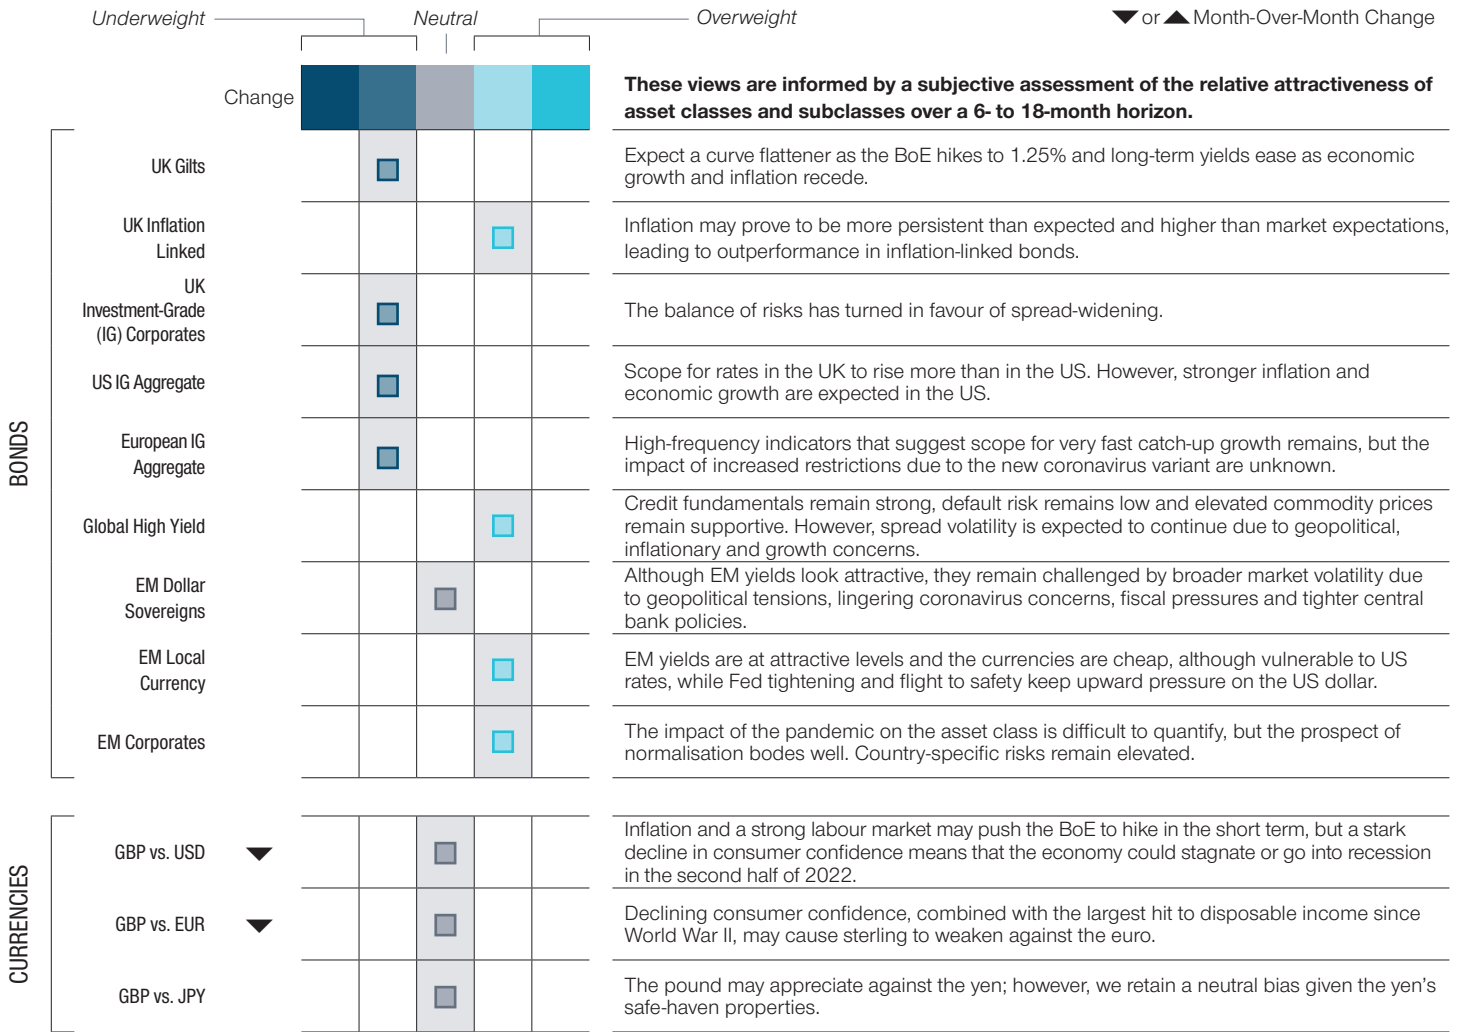 Underweight
Neutral
Overweight
▼ or ▲ Month-Over-Month Change
Change
These views are informed by a subjective assessment of the relative attractiveness of
asset classes and subclasses over a 6- to 18-month horizon.
BONDS
UK Gilts
Expect a curve flattener as the BoE hikes to 1.25% and long-term yields ease as economic
growth and inflation recede.
UK Inflation
Linked
Inflation may prove to be more persistent than expected and higher than market expectations,
leading to outperformance in inflation-linked bonds.
UK
Investment-Grade
(IG) Corporates
The balance of risks has turned in favour of spread-widening.
US IG Aggregate
Scope for rates in the UK to rise more than in the US. However, stronger inflation and
economic growth are expected in the US.
European IG
Aggregate
High-frequency indicators that suggest scope for very fast catch-up growth remains, but the
impact of increased restrictions due to the new coronavirus variant are unknown.
Global High Yield
Credit fundamentals remain strong, default risk remains low and elevated commodity prices
remain supportive. However, spread volatility is expected to continue due to geopolitical,
inflationary and growth concerns.
EM Dollar
Sovereigns
Although EM yields look attractive, they remain challenged by broader market volatility due
to geopolitical tensions, lingering coronavirus concerns, fiscal pressures and tighter central
bank policies.
EM Local
Currency
EM yields are at attractive levels and the currencies are cheap, although vulnerable to US
rates, while Fed tightening and flight to safety keep upward pressure on the US dollar.
EM Corporates
The impact of the pandemic on the asset class is difficult to quantify, but the prospect of
normalisation bodes well. Country-specific risks remain elevated.
CURRENCIES
GBP vs. USD
▼
Inflation and a strong labour market may push the BoE to hike in the short term, but a stark
decline in consumer confidence means that the economy could stagnate or go into recession
in the second half of 2022.
GBP vs. EUR
▼
Declining consumer confidence, combined with the largest hit to disposable income since
World War II, may cause sterling to weaken against the euro.
GBP vs. JPY
The pound may appreciate against the yen; however, we retain a neutral bias given the yen's
safe-haven properties.